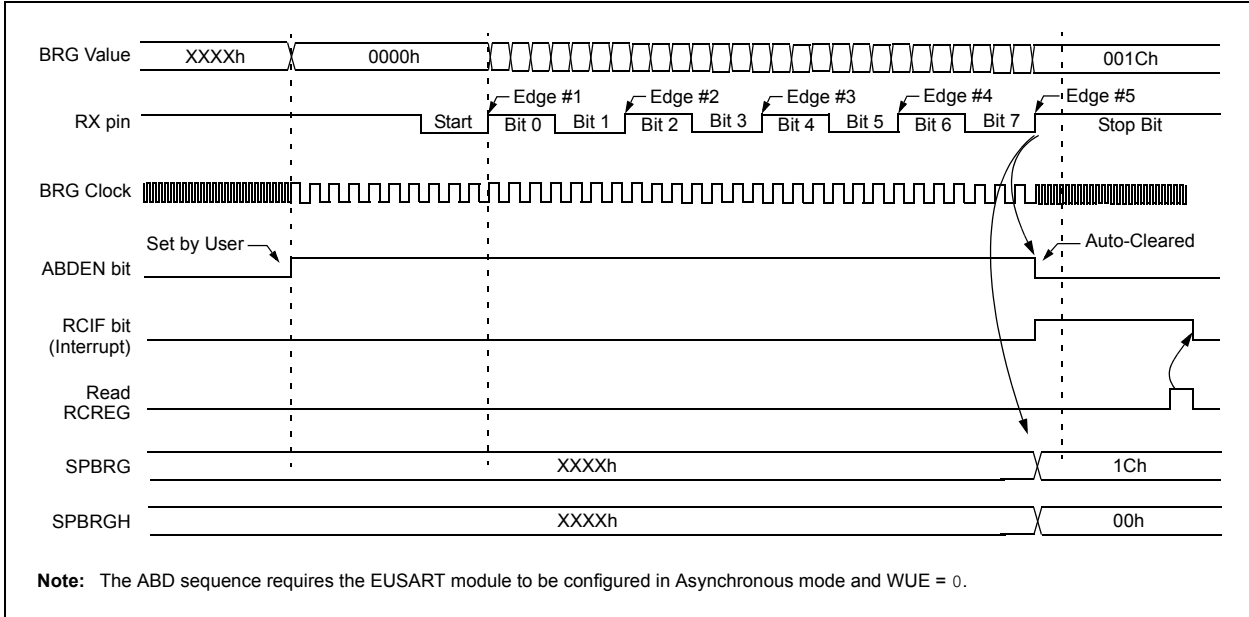 BRG Value XXXXh 0000h 001Ch
Edge #1 Edge #2 Edge #3 Edge #4 Edge #5
RX pin Start Bit 0 Bit 1 Bit 2 Bit 3 Bit 4 Bit 5 Bit 6 Bit 7 Stop Bit
BRG Clock
Set by User Auto-Cleared
ABDEN bit
RCIF bit
(Interrupt)
Read
RCREG
SPBRG XXXXh 1Ch
SPBRGH XXXXh 00h
Note: The ABD sequence requires the EUSART module to be configured in Asynchronous mode and WUE = 0.